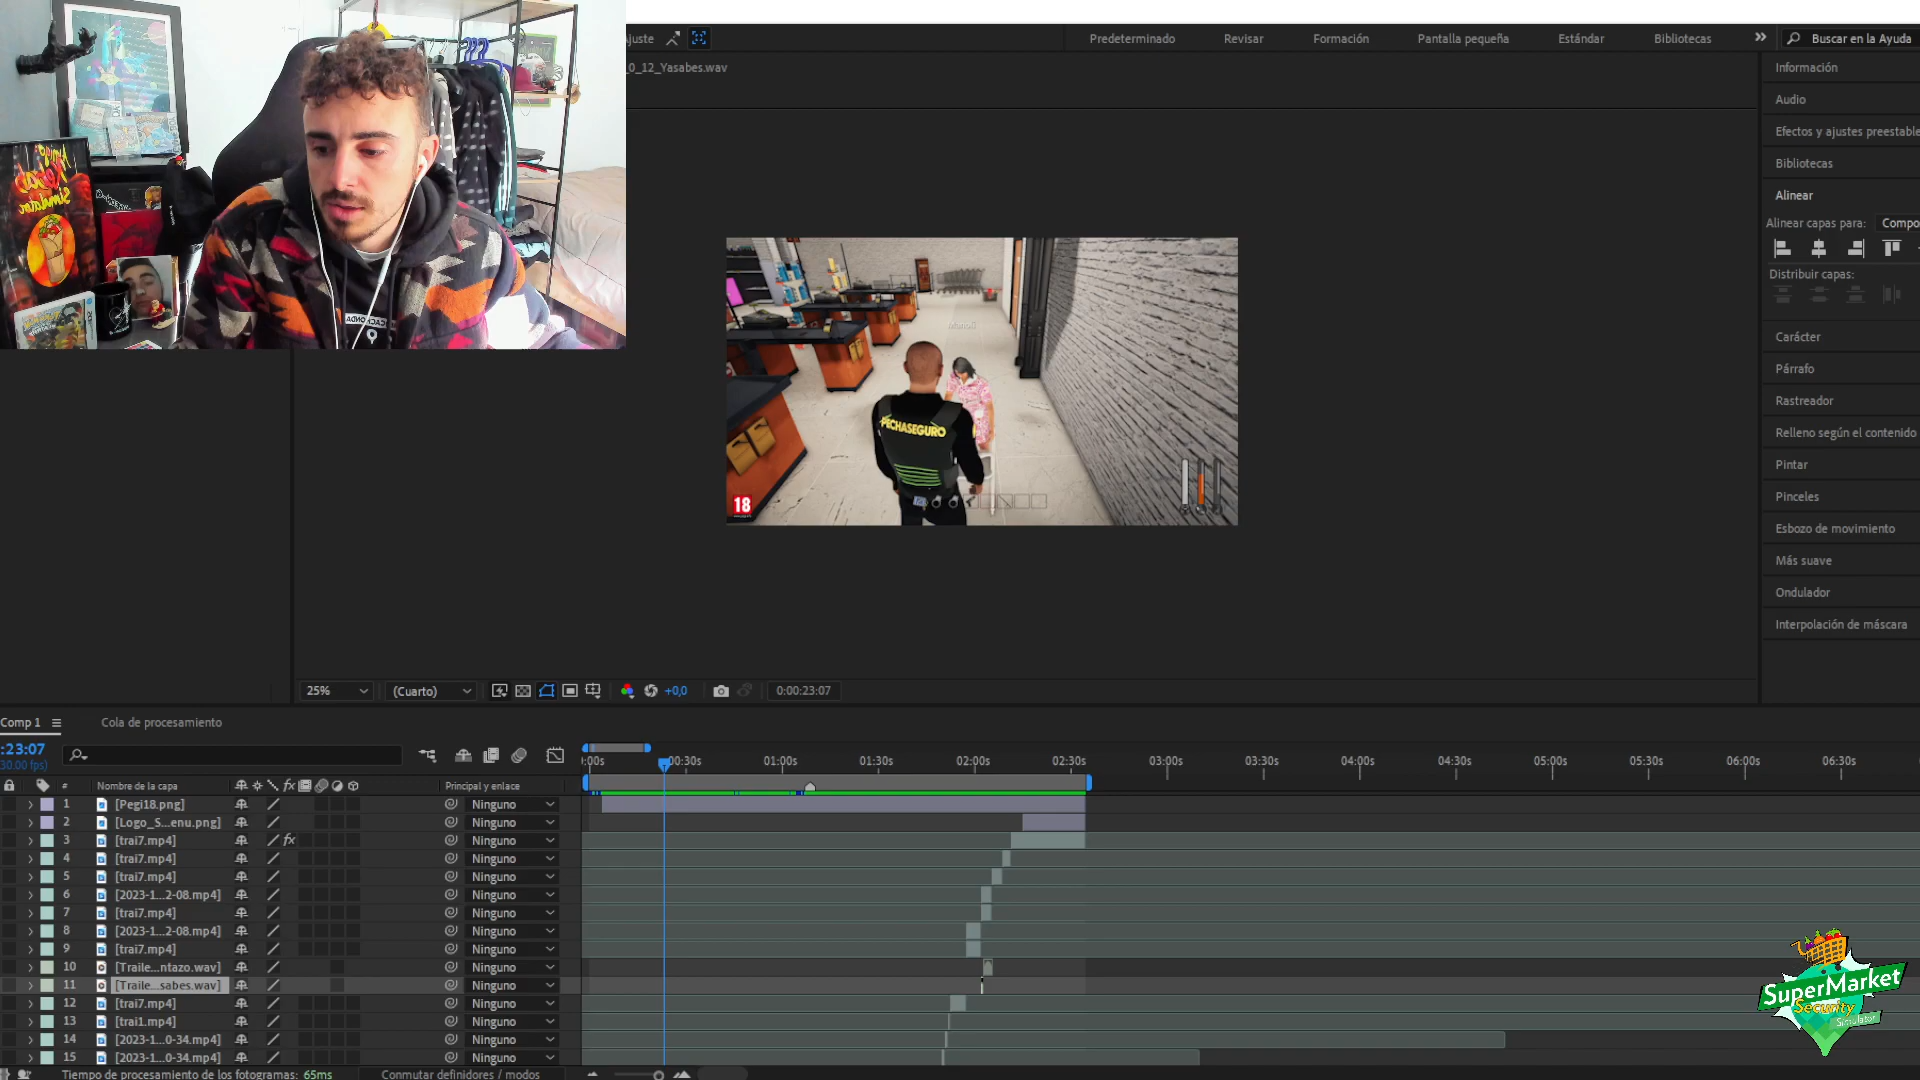 Ajuste
Predeterminado
Revisar
Formación
Pantalla pequeña
Estándar
Bibliotecas
Buscar en la Ayuda
_0_12_Yasabes.wav
Información
Audio
Efectos y ajustes preestable
Bibliotecas
Alinear
Alinear capas para: Compo
Distribuir capas:
Carácter
Párrafo
Rastreador
Relleno según el contenido
Pintar
Pinceles
Esbozo de movimiento
Más suave
Ondulador
Interpolación de máscara
PECHASEGURO
18
25%
(Cuarto)
+0,0
0:00:23:07
Comp 1
Cola de procesamiento
:23:07
30.00 fps)
:00s 00:30s 01:00s 01:30s 02:00s 02:30s 03:00s 03:30s 04:00s 04:30s 05:00s 05:30s 06:00s 06:30s
# Nombre de la capa fx Principal y enlace
1 [Pegi18.png] Ninguno
2 [Logo_S...enu.png] Ninguno
3 [trai7.mp4] fx Ninguno
4 [trai7.mp4] Ninguno
5 [trai7.mp4] Ninguno
6 [2023-1...2-08.mp4] Ninguno
7 [trai7.mp4] Ninguno
8 [2023-1...2-08.mp4] Ninguno
9 [trai7.mp4] Ninguno
10 [Traile...ntazo.wav] Ninguno
11 [Traile...sabes.wav] Ninguno
12 [trai7.mp4] Ninguno
13 [trai1.mp4] Ninguno
14 [2023-1...0-34.mp4] Ninguno
15 [2023-1...0-34.mp4] Ninguno
Tiempo de procesamiento de los fotogramas: 65ms
Conmutar definidores / modos
SuperMarket
Security
Simulator